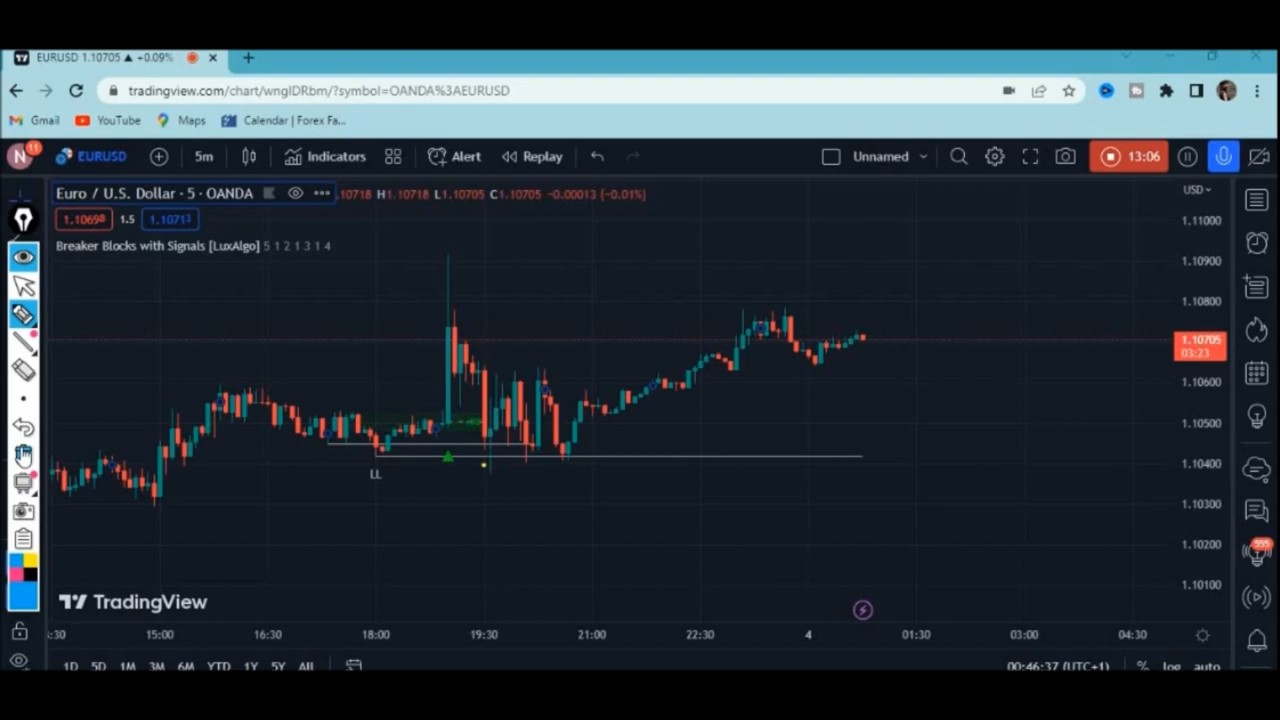 EURUSD 1.10705 ▲ +0.09%
tradingview.com/chart/wngIDRbm/?symbol=OANDA%3AEURUSD
Gmail YouTube Maps Calendar | Forex Fa...
N 11 EURUSD 5m Indicators Alert Replay Unnamed 13:06
Euro / U.S. Dollar · 5 · OANDA .10718 H1.10718 L1.10705 C1.10705 -0.00013 (-0.01%) USD
1.10698 1.5 1.10713
Breaker Blocks with Signals [LuxAlgo] 5 1 2 1 3 1 4
1.11000
1.10900
1.10800
1.10705
03:23
1.10600
1.10500
1.10400
1.10300
1.10200
1.10100
LL
555
TradingView
:30 15:00 16:30 18:00 19:30 21:00 22:30 4 01:30 03:00 04:30
1D 5D 1M 3M 6M YTD 1Y 5Y All 00:46:37 (UTC+1) % log auto